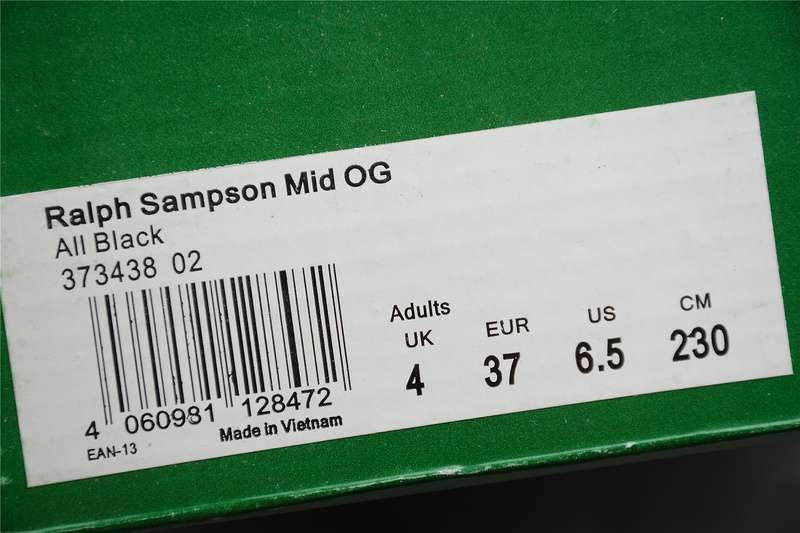 Ralph Sampson Mid OG
All Black
373438 02
Adults
UK EUR US CM
4 37 6.5 230
4 060981 128472
EAN-13 Made in Vietnam